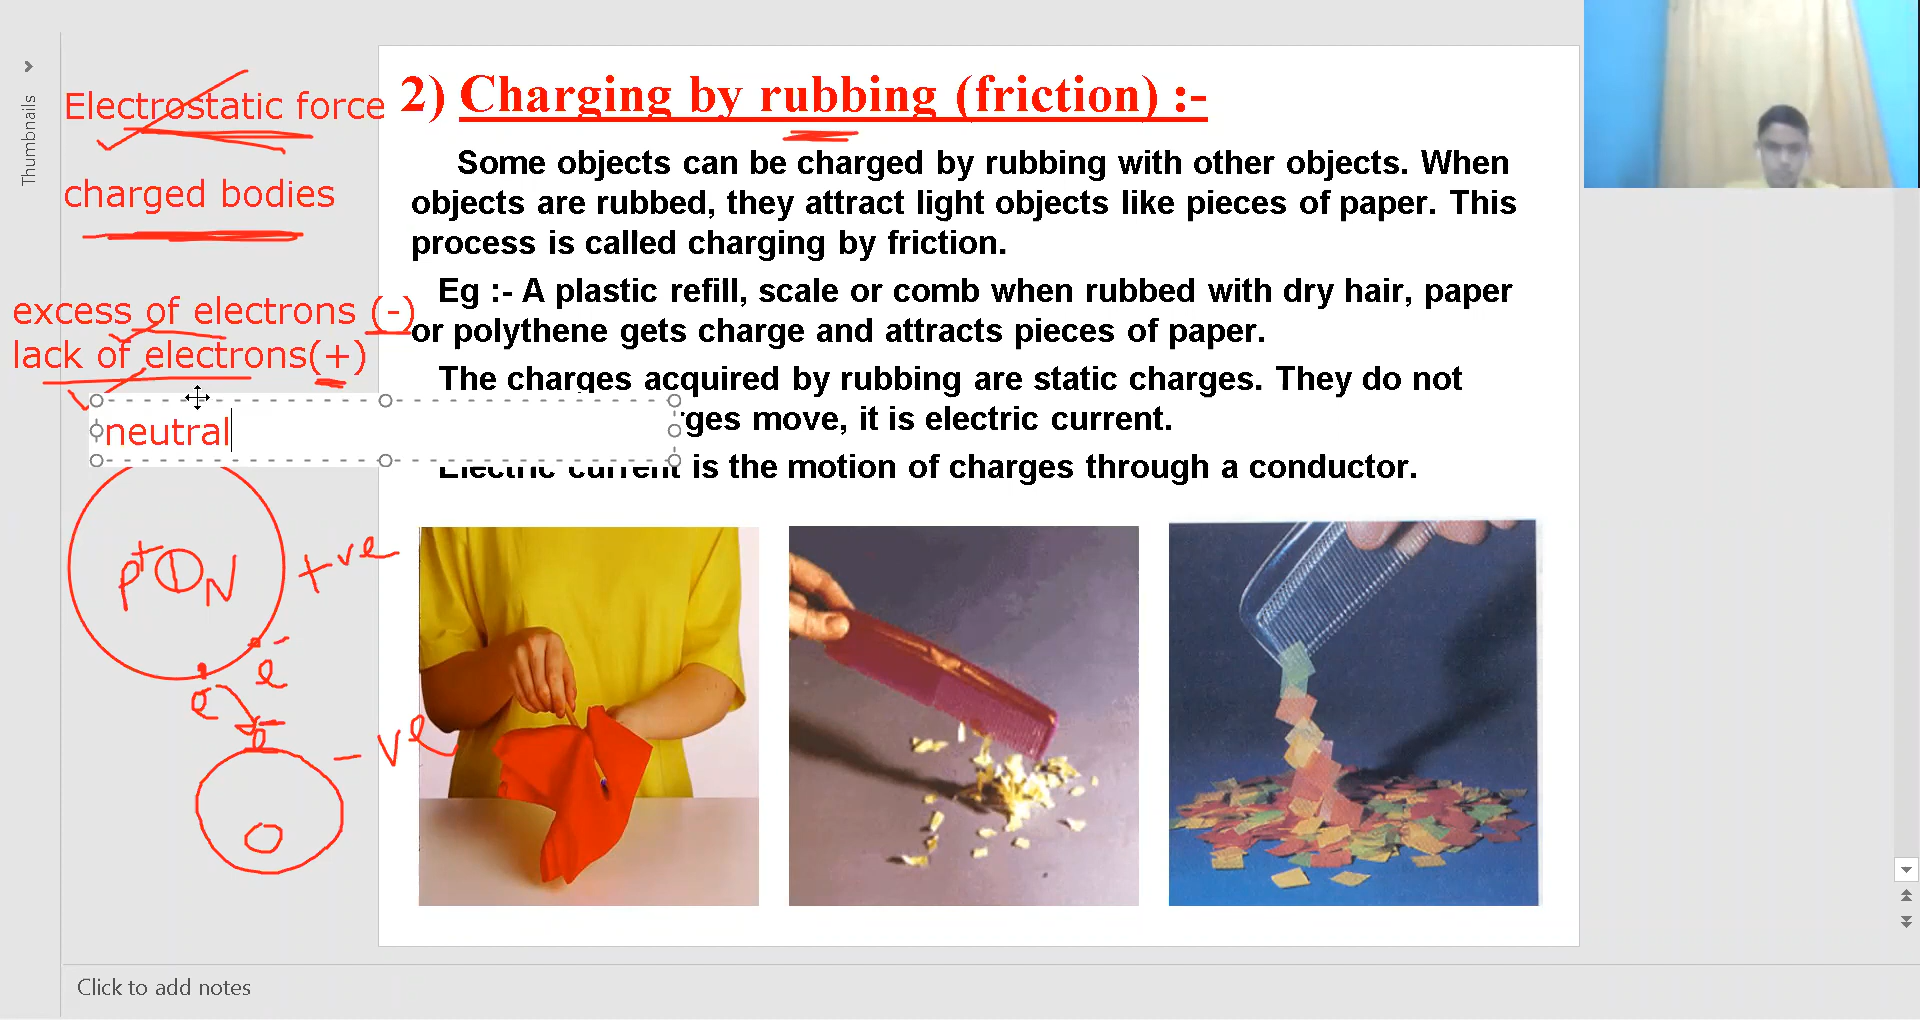 Thumbnails
Electrostatic force
charged bodies
excess of electrons (-)
lack of electrons(+)
neutral
P+ N
+ve
e-
e-
e-
-ve
2) Charging by rubbing (friction) :-
Some objects can be charged by rubbing with other objects. When
objects are rubbed, they attract light objects like pieces of paper. This
process is called charging by friction.
Eg :- A plastic refill, scale or comb when rubbed with dry hair, paper
or polythene gets charge and attracts pieces of paper.
The charges acquired by rubbing are static charges. They do not
rges move, it is electric current.
Electric current is the motion of charges through a conductor.
Click to add notes